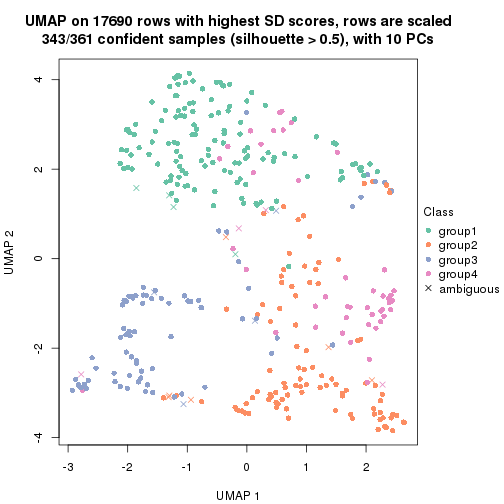 UMAP on 17690 rows with highest SD scores, rows are scaled
343/361 confident samples (silhouette > 0.5), with 10 PCs
4
2
0
-2
-4
UMAP 2
-3
-2
-1
0
1
2
UMAP 1
Class
group1
group2
group3
group4
ambiguous